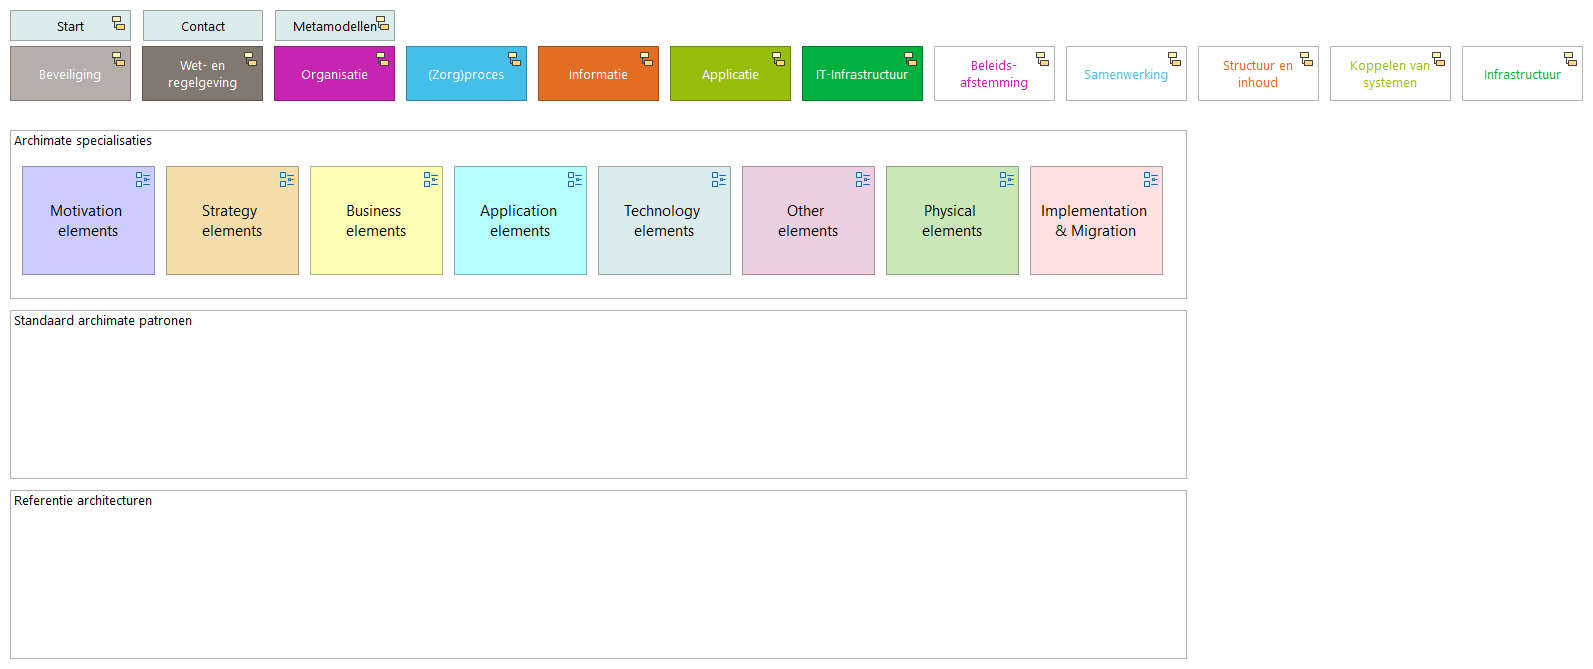 Start
Contact
Metamodellen
Beveiliging
Wet- en
regelgeving
Organisatie
(Zorg)proces
Informatie
Applicatie
IT-Infrastructuur
Beleids-
afstemming
Samenwerking
Structuur en
inhoud
Koppelen van
systemen
Infrastructuur
Archimate specialisaties
Motivation
elements
Strategy
elements
Business
elements
Application
elements
Technology
elements
Other
elements
Physical
elements
Implementation
& Migration
Standaard archimate patronen
Referentie architecturen